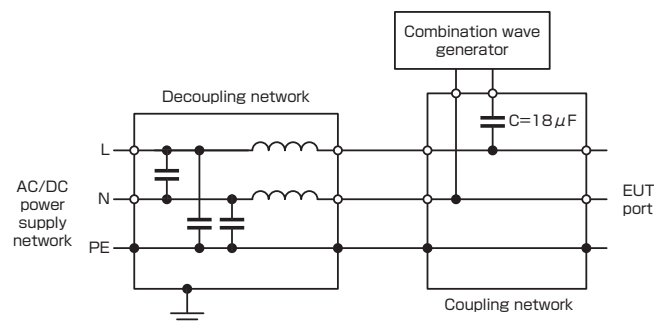 Combination wave
generator
Decoupling network
C=18μF
L
N
PE
AC/DC
power
supply
network
EUT
port
Coupling network